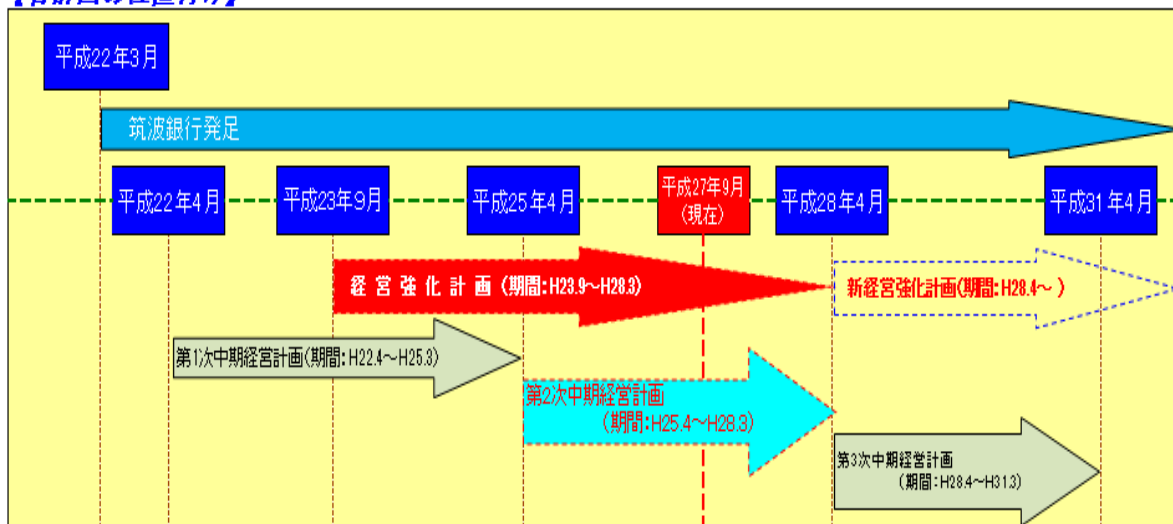 平成22年3月
筑波銀行発足
平成22年4月
平成23年9月
平成25年4月
平成27年9月
(現在)
平成28年4月
平成31年4月
経営強化計画(期間:H23.9～H28.3)
新経営強化計画(期間:H28.4～ )
第1次中期経営計画(期間:H22.4～H25.3)
第2次中期経営計画
(期間:H25.4～H28.3)
第3次中期経営計画
(期間:H28.4～H31.3)